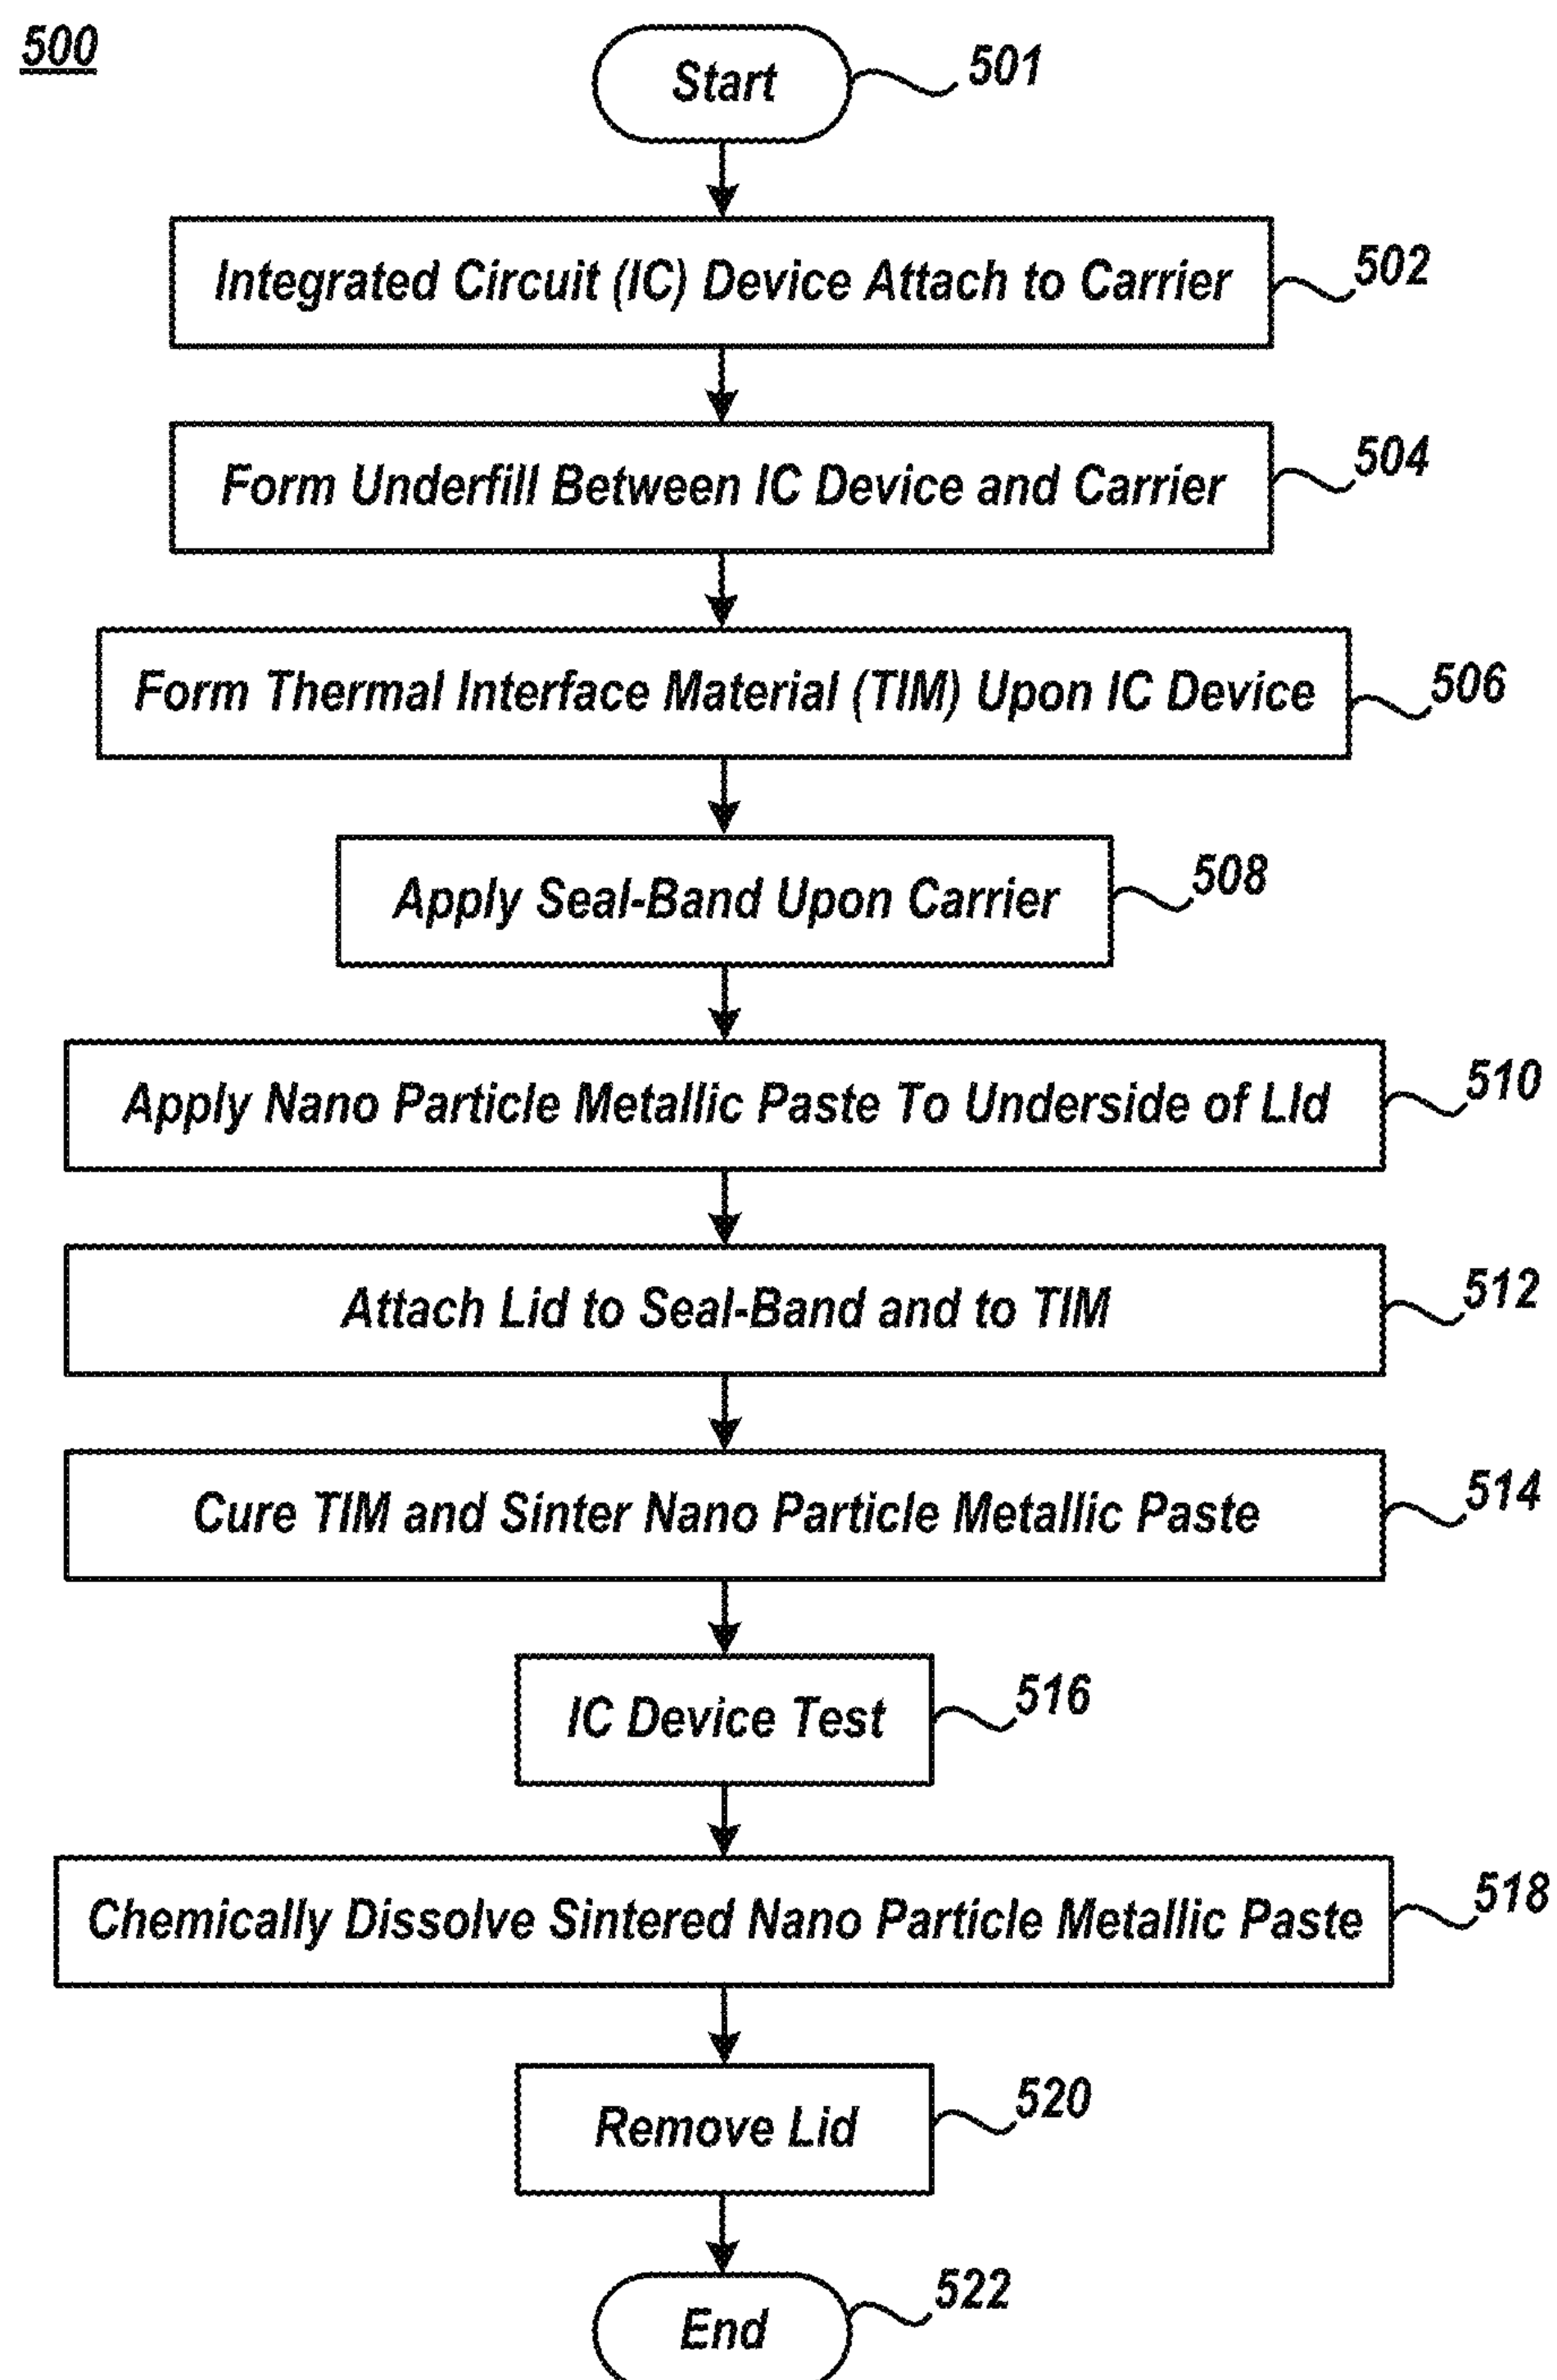 500
Start
501
Integrated Circuit (IC) Device Attach to Carrier
502
Form Underfill Between IC Device and Carrier
504
Form Thermal Interface Material (TIM) Upon IC Device
506
Apply Seal-Band Upon Carrier
508
Apply Nano Particle Metallic Paste To Underside of LId
510
Attach Lid to Seal-Band and to TIM
512
Cure TIM and Sinter Nano Particle Metallic Paste
514
IC Device Test
516
Chemically Dissolve Sintered Nano Particle Metallic Paste
518
Remove Lid
520
End
522